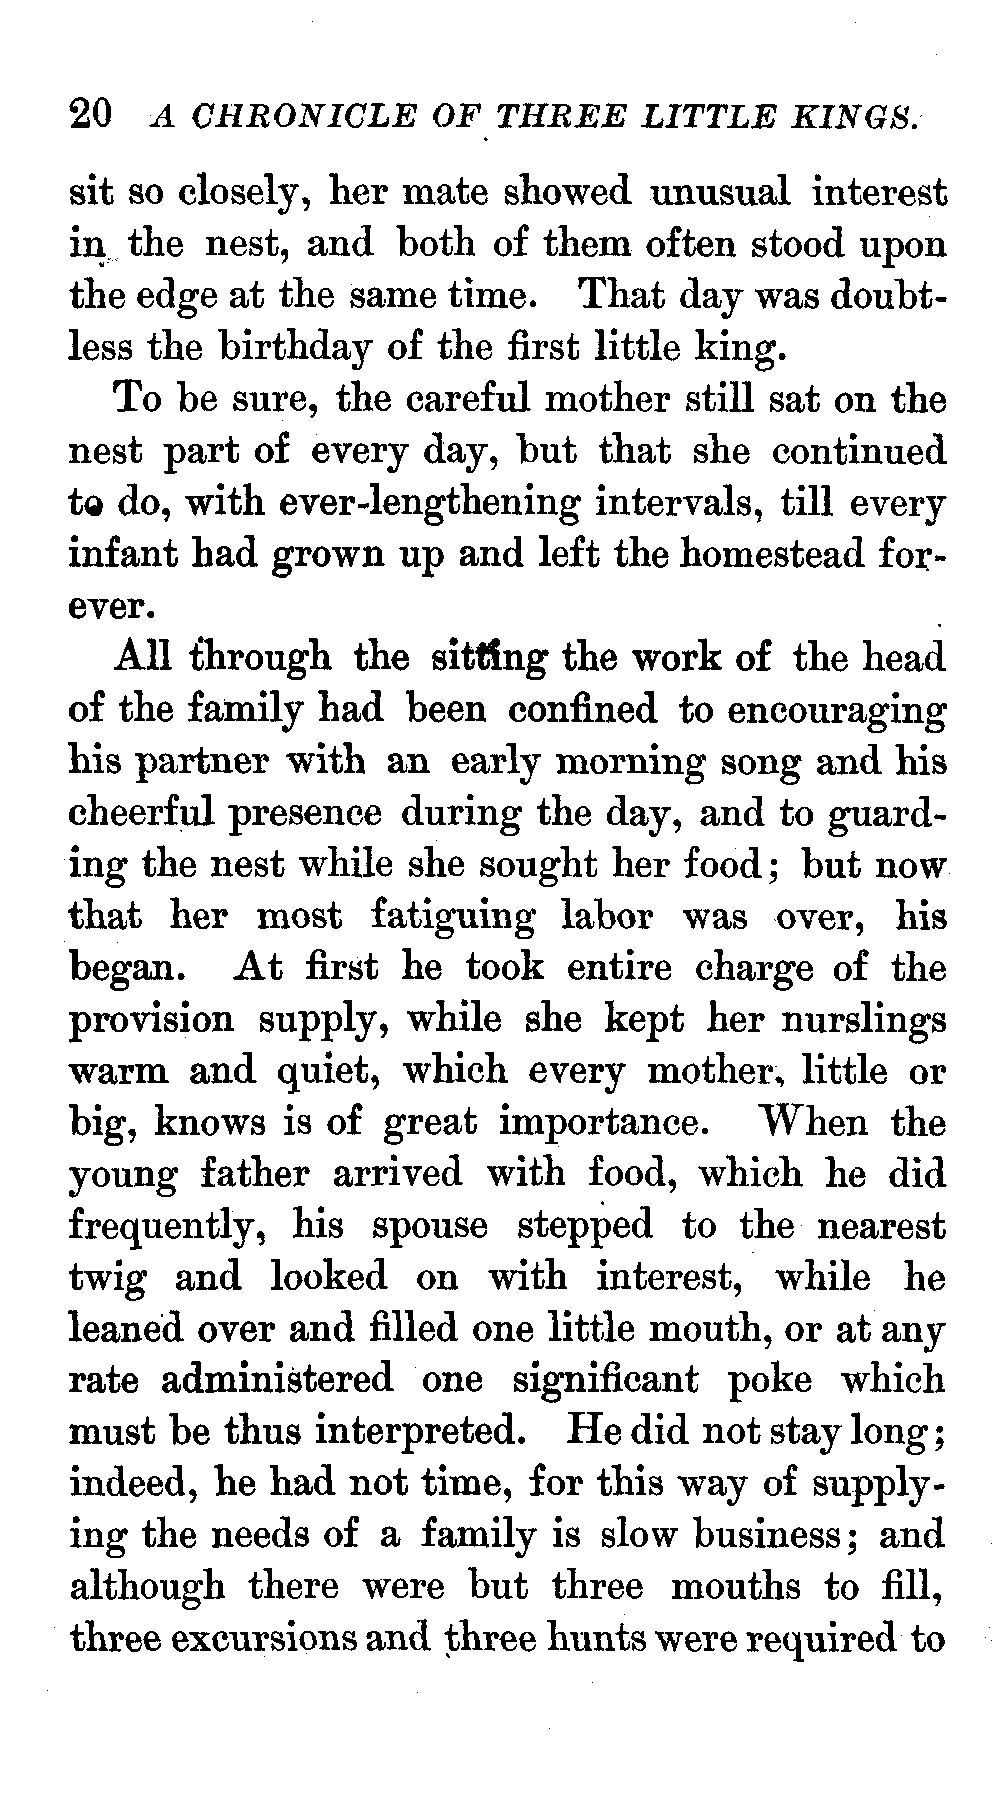 20 A CHRONICLE OF THREE LITTLE KINGS.
sit so closely, her mate showed unusual interest
in the nest, and both of them often stood upon
the edge at the same time. That day was doubt-
less the birthday of the first little king.
To be sure, the careful mother still sat on the
nest part of every day, but that she continued
to do, with ever-lengthening intervals, till every
infant had grown up and left the homestead for-
ever.
All through the sitting the work of the head
of the family had been confined to encouraging
his partner with an early morning song and his
cheerful presence during the day, and to guard-
ing the nest while she sought her food; but now
that her most fatiguing labor was over, his
began. At first he took entire charge of the
provision supply, while she kept her nurslings
warm and quiet, which every mother, little or
big, knows is of great importance. When the
young father arrived with food, which he did
frequently, his spouse stepped to the nearest
twig and looked on with interest, while he
leaned over and filled one little mouth, or at any
rate administered one significant poke which
must be thus interpreted. He did not stay long;
indeed, he had not time, for this way of supply-
ing the needs of a family is slow business; and
although there were but three mouths to fill,
three excursions and three hunts were required to